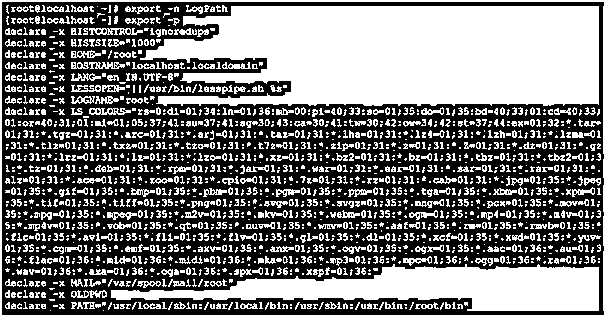 [root@localhost ~]# export -n LogPath
[root@localhost ~]# export -p
declare -x HISTCONTROL="ignoredups"
declare -x HISTSIZE="1000"
declare -x HOME="/root"
declare -x HOSTNAME="localhost.localdomain"
declare -x LANG="en_IN.UTF-8"
declare -x LESSOPEN="||/usr/bin/lesspipe.sh %s"
declare -x LOGNAME="root"
declare -x LS_COLORS="rs=0:di=01;34:ln=01;36:mh=00:pi=40;33:so=01;35:do=01;35:bd=40;33;01:cd=40;33;
01:or=40;31;01:mi=01;05;37;41:su=37;41:sg=30;43:ca=30;41:tw=30;42:ow=34;42:st=37;44:ex=01;32:*.tar=
01;31:*.tgz=01;31:*.arc=01;31:*.arj=01;31:*.taz=01;31:*.lha=01;31:*.lz4=01;31:*.lzh=01;31:*.lzma=
01;31:*.tlz=01;31:*.txz=01;31:*.tzo=01;31:*.t7z=01;31:*.zip=01;31:*.z=01;31:*.Z=01;31:*.dz=01;31:*.gz
=01;31:*.lrz=01;31:*.lz=01;31:*.lzo=01;31:*.xz=01;31:*.bz2=01;31:*.bz=01;31:*.tbz=01;31:*.tbz2=01;3
1:*.tz=01;31:*.deb=01;31:*.rpm=01;31:*.jar=01;31:*.war=01;31:*.ear=01;31:*.sar=01;31:*.rar=01;31:*.
alz=01;31:*.ace=01;31:*.zoo=01;31:*.cpio=01;31:*.7z=01;31:*.rz=01;31:*.cab=01;31:*.jpg=01;35:*.jpeg
=01;35:*.gif=01;35:*.bmp=01;35:*.pbm=01;35:*.pgm=01;35:*.ppm=01;35:*.tga=01;35:*.xbm=01;35:*.xpm=01
;35:*.tif=01;35:*.tiff=01;35:*.png=01;35:*.svg=01;35:*.svgz=01;35:*.mng=01;35:*.pcx=01;35:*.mov=01;
35:*.mpg=01;35:*.mpeg=01;35:*.m2v=01;35:*.mkv=01;35:*.webm=01;35:*.ogm=01;35:*.mp4=01;35:*.m4v=01;3
5:*.mp4v=01;35:*.vob=01;35:*.qt=01;35:*.nuv=01;35:*.wmv=01;35:*.asf=01;35:*.rm=01;35:*.rmvb=01;35:*
.flc=01;35:*.avi=01;35:*.fli=01;35:*.flv=01;35:*.gl=01;35:*.dl=01;35:*.xcf=01;35:*.xwd=01;35:*.yuv=
01;35:*.cgm=01;35:*.emf=01;35:*.axv=01;35:*.anx=01;35:*.ogv=01;35:*.ogx=01;35:*.aac=01;36:*.au=01;3
6:*.flac=01;36:*.mid=01;36:*.midi=01;36:*.mka=01;36:*.mp3=01;36:*.mpc=01;36:*.ogg=01;36:*.ra=01;36:
*.wav=01;36:*.axa=01;36:*.oga=01;36:*.spx=01;36:*.xspf=01;36:"
declare -x MAIL="/var/spool/mail/root"
declare -x OLDPWD
declare -x PATH="/usr/local/sbin:/usr/local/bin:/usr/sbin:/usr/bin:/root/bin"